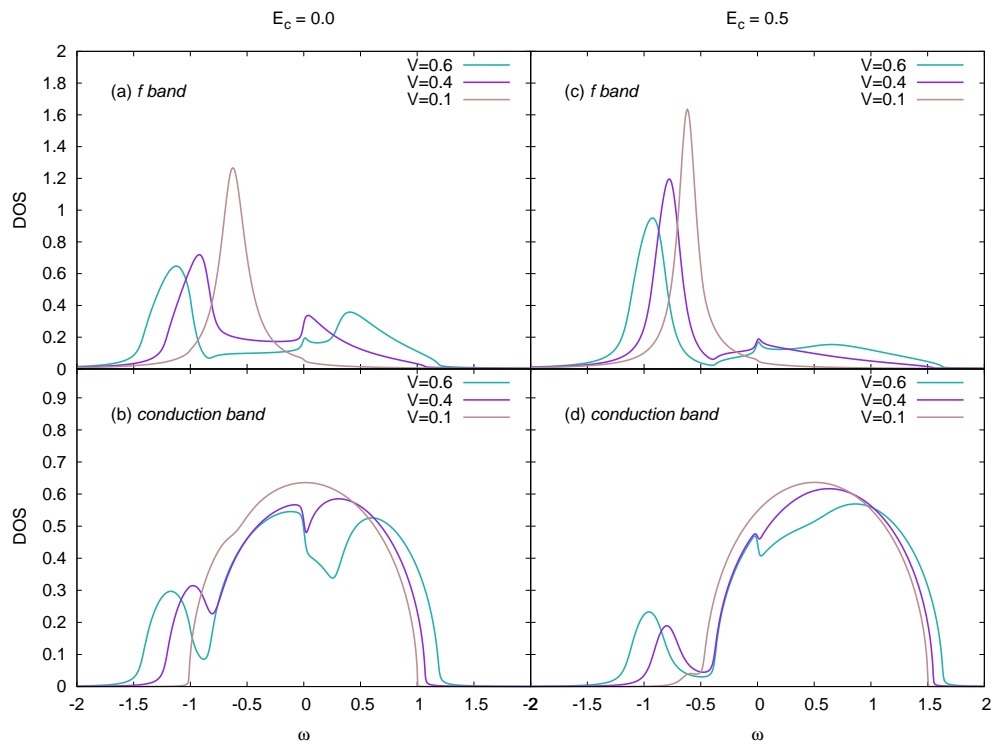 E_c = 0.0
E_c = 0.5
DOS
2
1.8
1.6
1.4
1.2
1
0.8
0.6
0.4
0.2
0
(a) f band
V=0.6
V=0.4
V=0.1
(c) f band
V=0.6
V=0.4
V=0.1
DOS
0.9
0.8
0.7
0.6
0.5
0.4
0.3
0.2
0.1
0
(b) conduction band
V=0.6
V=0.4
V=0.1
(d) conduction band
V=0.6
V=0.4
V=0.1
-2 -1.5 -1 -0.5 0 0.5 1 1.5 2
-2 -1.5 -1 -0.5 0 0.5 1 1.5 2
ω
ω